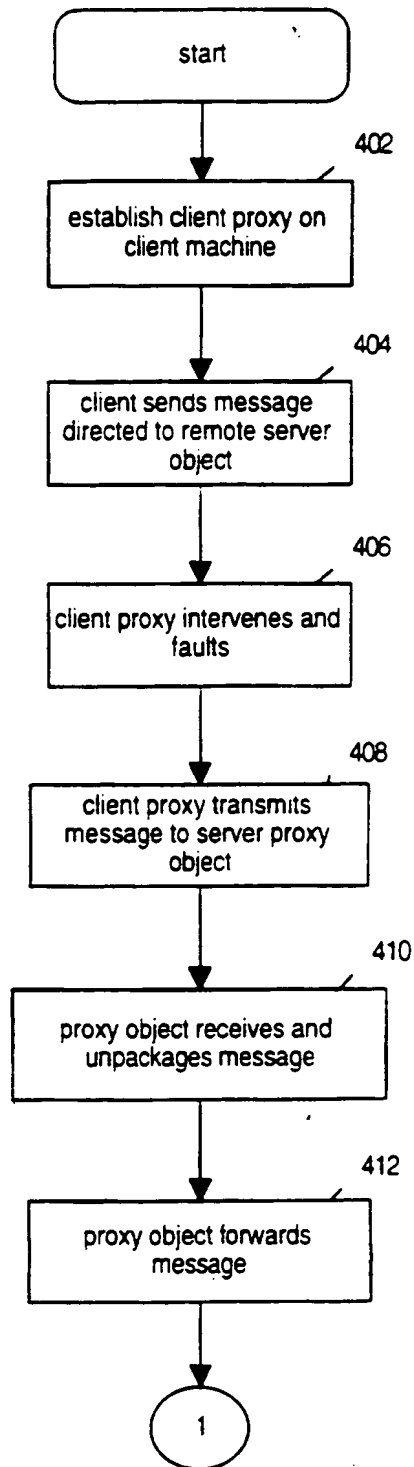 start
402
establish client proxy on
client machine
404
client sends message
directed to remote server
object
406
client proxy intervenes and
faults
408
client proxy transmits
message to server proxy
object
410
proxy object receives and
unpackages message
412
proxy object forwards
message
1